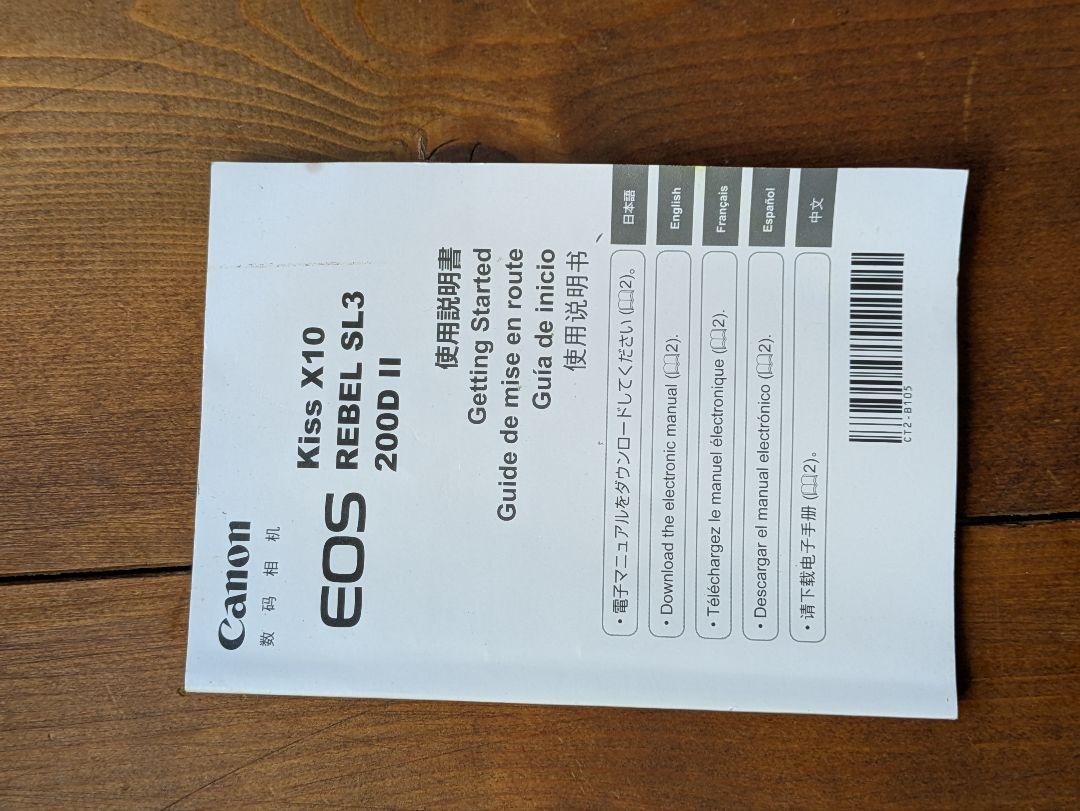 Canon
数 码 相 机
EOS
Kiss X10
REBEL SL3
200D II
使用説明書
Getting Started
Guide de mise en route
Guía de inicio
使用说明书
• 電子マニュアルをダウンロードしてください (2)。 日本語
• Download the electronic manual (2). English
• Téléchargez le manuel électronique (2). Français
• Descargar el manual electrónico (2). Español
• 请下载电子手册 (2)。 中文
CT2-B105